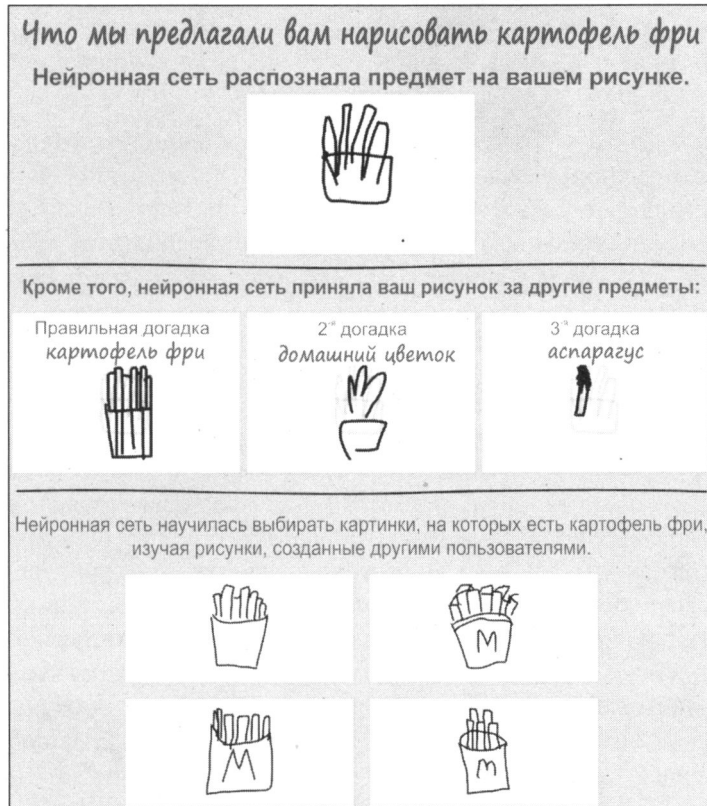 Что мы предлагали вам нарисовать картофель фри
Нейронная сеть распознала предмет на вашем рисунке.
Кроме того, нейронная сеть приняла ваш рисунок за другие предметы:
Правильная догадка
картофель фри
2-я догадка
домашний цветок
3-я догадка
аспарагус
Нейронная сеть научилась выбирать картинки, на которых есть картофель фри,
изучая рисунки, созданные другими пользователями.
M
M
m